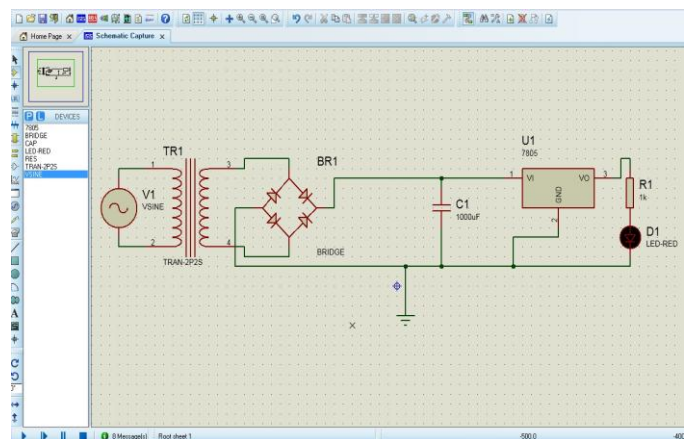 Home Page
Schematic Capture
P L DEVICES
7805
BRIDGE
CAP
LED-RED
RES
TRAN-2P2S
VSINE
TR1
1
2
3
4
TRAN-2P2S
V1
VSINE
BR1
BRIDGE
C1
1000uF
U1
7805
1
VI
VO
3
GND
2
R1
1k
D1
LED-RED
A
8 Message(s)
Root sheet 1
-500.0